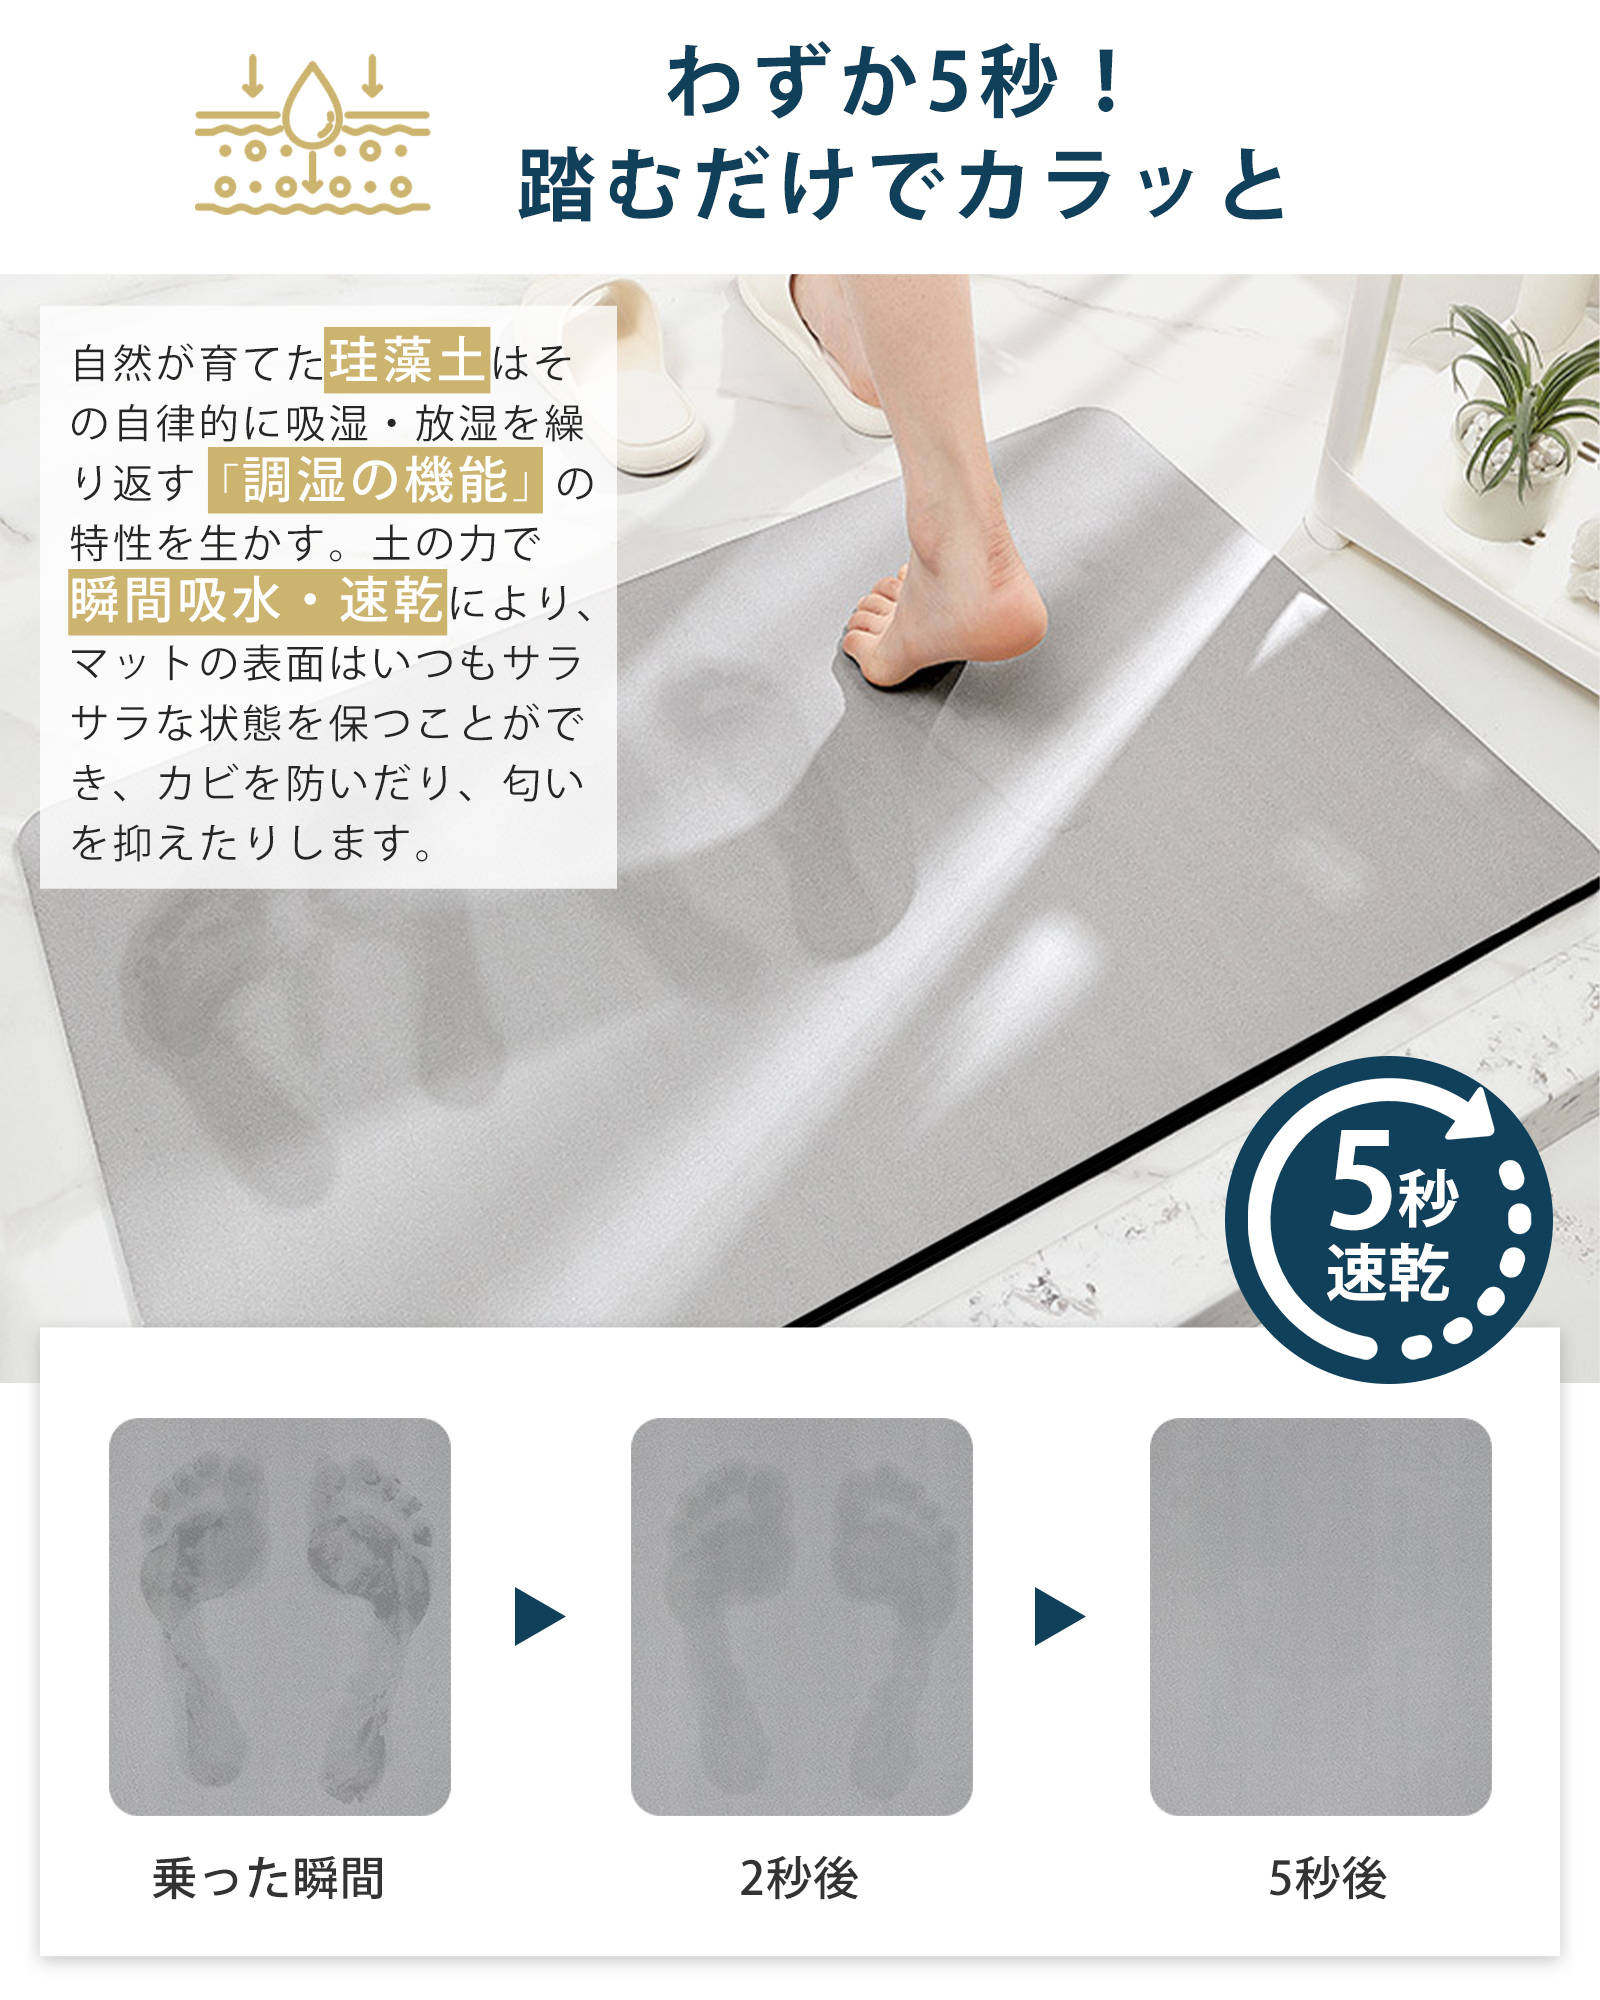 わずか5秒！
踏むだけでカラッと
自然が育てた珪藻土はそ
の自律的に吸湿・放湿を繰
り返す「調湿の機能」の
特性を生かす。土の力で
瞬間吸水・速乾により、
マットの表面はいつもサラ
サラな状態を保つことがで
き、カビを防いだり、匂い
を抑えたりします。
5秒
速乾
乗った瞬間
2秒後
5秒後